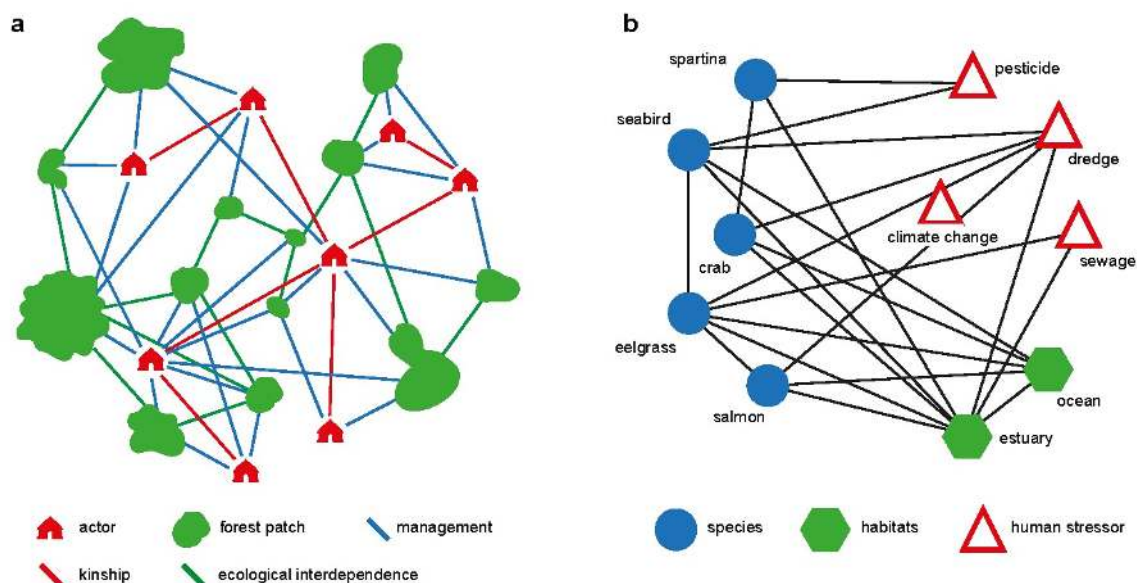 a
b
spartina
pesticide
seabird
dredge
climate change
crab
sewage
eelgrass
salmon
ocean
estuary
actor
forest patch
management
kinship
ecological interdependence
species
habitats
human stressor